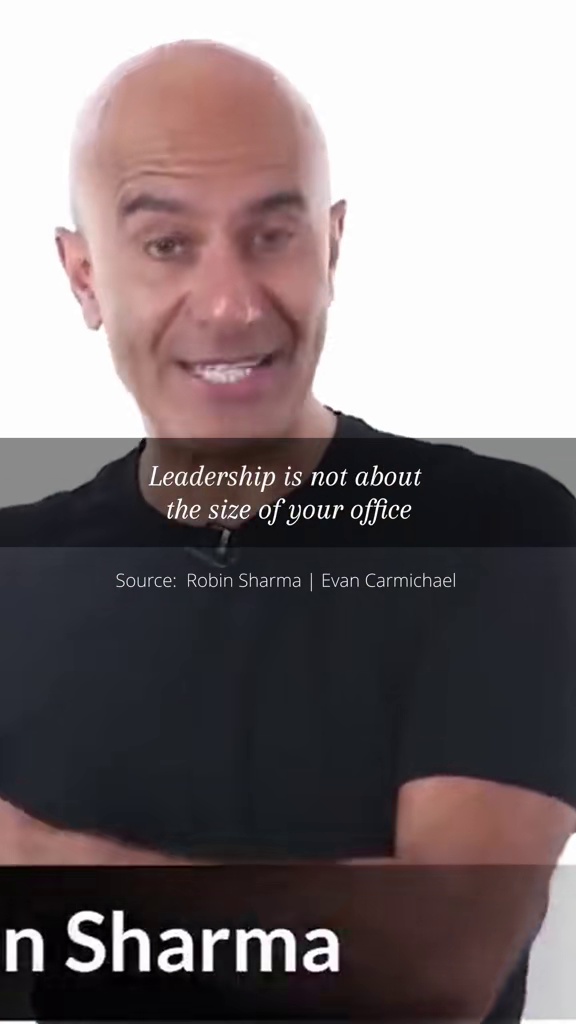 Leadership is not about
the size of your office
Source: Robin Sharma | Evan Carmichael
n Sharma